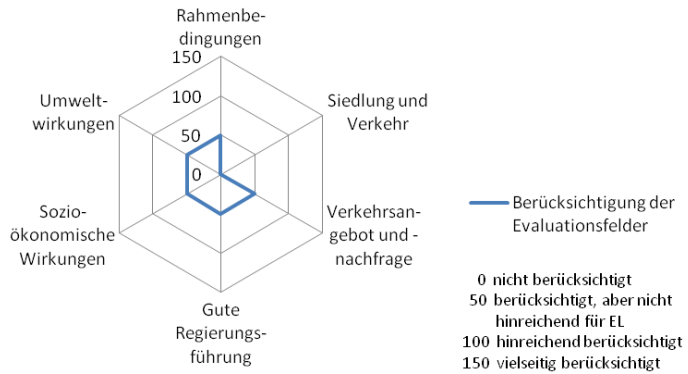 Rahmenbe-
dingungen
150
100
50
0
Siedlung und
Verkehr
Verkehrsan-
gebot und -
nachfrage
Gute
Regierungs-
führung
Sozio-
ökonomische
Wirkungen
Umwelt-
wirkungen
Berücksichtigung der
Evaluationsfelder
0 nicht berücksichtigt
50 berücksichtigt, aber nicht
hinreichend für EL
100 hinreichend berücksichtigt
150 vielseitig berücksichtigt